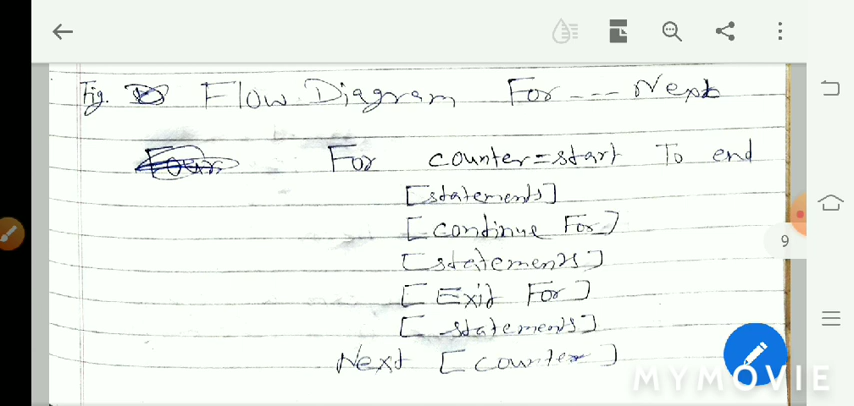 Fig. Flow Diagram For --- Next
For counter=start To end
[statements]
[continue For]
[statements]
[Exit For]
[statements]
Next [counter]
9
MYMOVIE